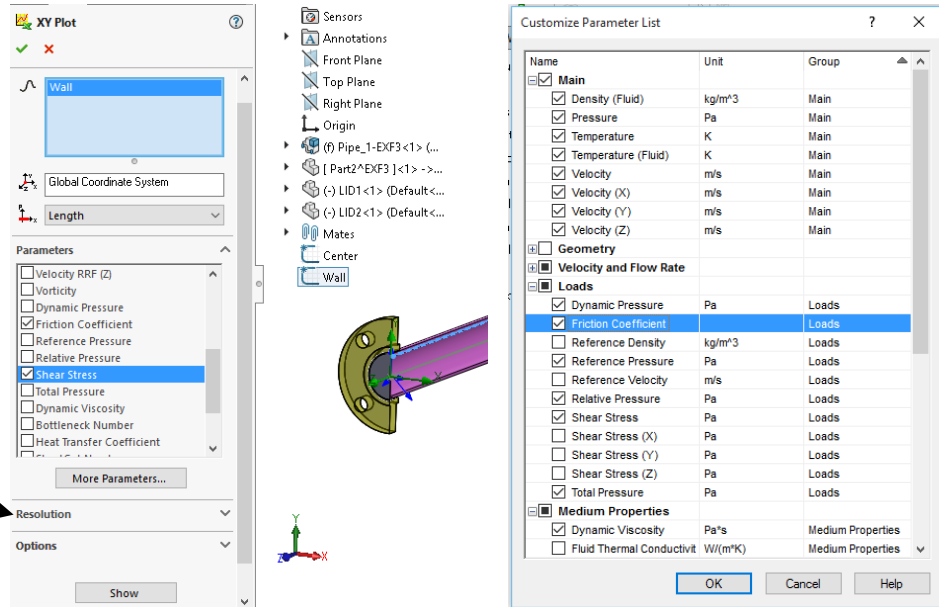 XY Plot
Wall
Global Coordinate System
Length
Parameters
Velocity RRF (Z)
Vorticity
Dynamic Pressure
Friction Coefficient
Reference Pressure
Relative Pressure
Shear Stress
Total Pressure
Dynamic Viscosity
Bottleneck Number
Heat Transfer Coefficient
More Parameters...
Resolution
Options
Show
Sensors
Annotations
Front Plane
Top Plane
Right Plane
Origin
(f) Pipe_1-EXF3<1> (...
[ Part2^EXF3 ]<1> ->...
(-) LID1<1> (Default<...
(-) LID2<1> (Default<...
Mates
Center
Wall
Y
X
Y
Z X
Customize Parameter List ?
Name Unit Group
Main
Density (Fluid) kg/m^3 Main
Pressure Pa Main
Temperature K Main
Temperature (Fluid) K Main
Velocity m/s Main
Velocity (X) m/s Main
Velocity (Y) m/s Main
Velocity (Z) m/s Main
Geometry
Velocity and Flow Rate
Loads
Dynamic Pressure Pa Loads
Friction Coefficient Loads
Reference Density kg/m^3 Loads
Reference Pressure Pa Loads
Reference Velocity m/s Loads
Relative Pressure Pa Loads
Shear Stress Pa Loads
Shear Stress (X) Pa Loads
Shear Stress (Y) Pa Loads
Shear Stress (Z) Pa Loads
Total Pressure Pa Loads
Medium Properties
Dynamic Viscosity Pa*s Medium Properties
Fluid Thermal Conductivit W/(m*K) Medium Properties
OK Cancel Help